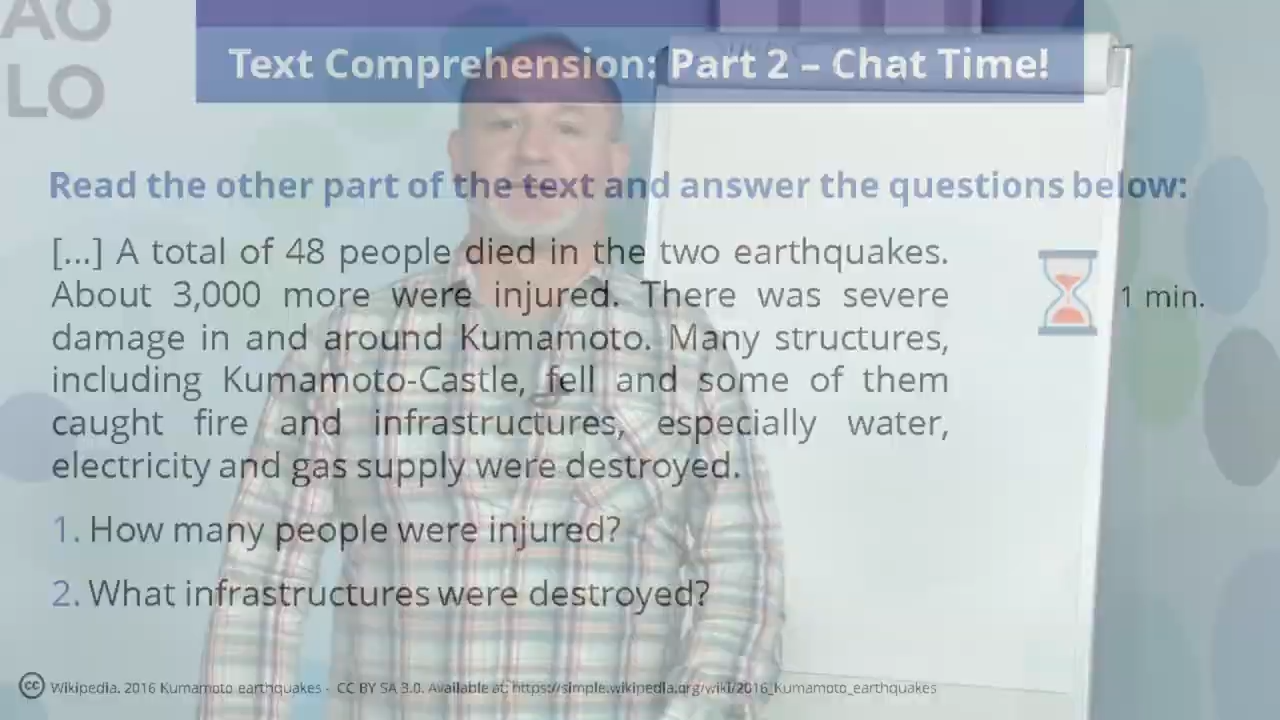 AO
LO
Text Comprehension: Part 2 – Chat Time!
Read the other part of the text and answer the questions below:
[...] A total of 48 people died in the two earthquakes.
About 3,000 more were injured. There was severe
damage in and around Kumamoto. Many structures,
including Kumamoto-Castle, fell and some of them
caught fire and infrastructures, especially water,
electricity and gas supply were destroyed.
1 min.
1. How many people were injured?
2. What infrastructures were destroyed?
cc Wikipedia. 2016 Kumamoto earthquakes - CC BY SA 3.0. Available at: https://simple.wikipedia.org/wiki/2016_Kumamoto_earthquakes